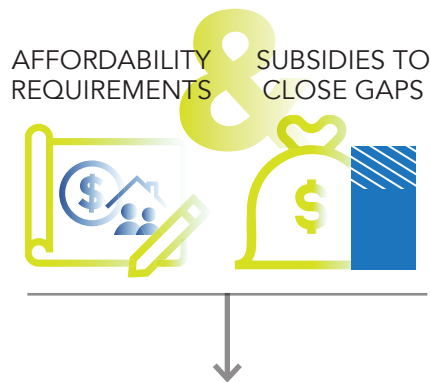 &
AFFORDABILITY
REQUIREMENTS
SUBSIDIES TO
CLOSE GAPS
$
$